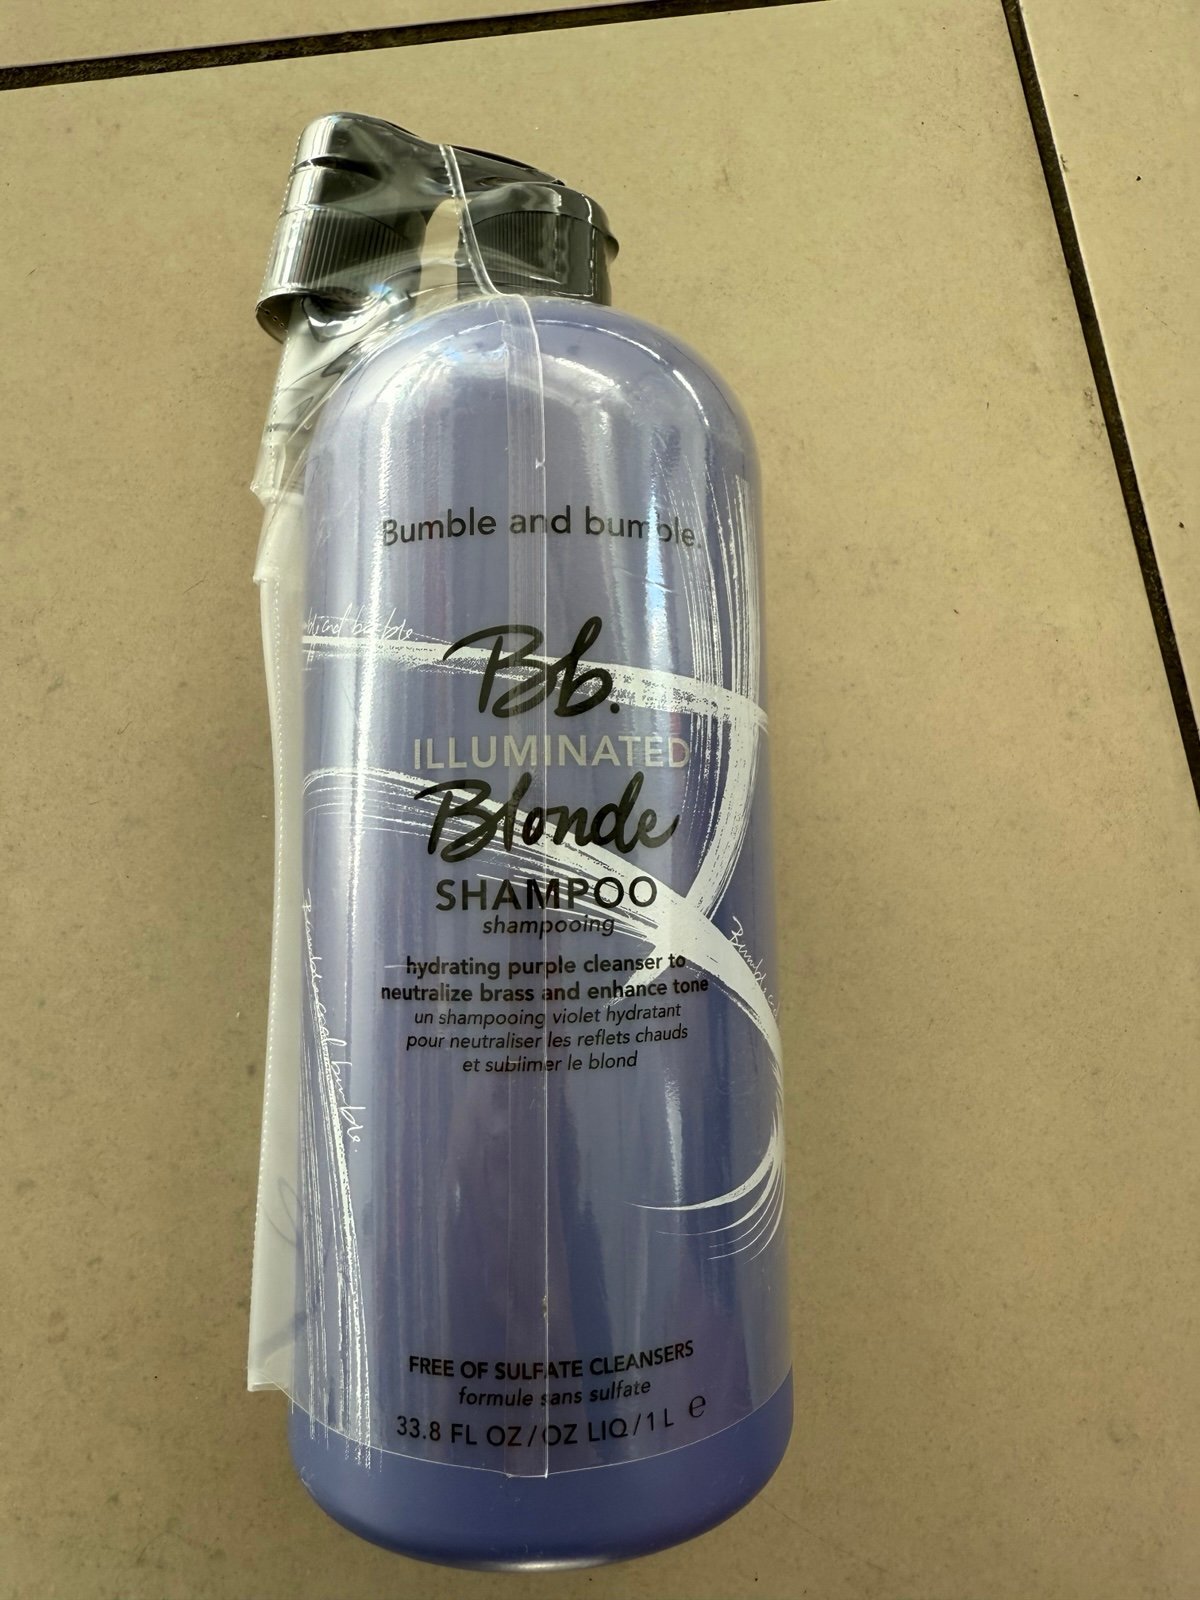 Bumble and bumble.
Bb.
ILLUMINATED
Blonde
SHAMPOO
shampooing
hydrating purple cleanser to
neutralize brass and enhance tone
un shampooing violet hydratant
pour neutraliser les reflets chauds
et sublimer le blond
FREE OF SULFATE CLEANSERS
formule sans sulfate
33.8 FL OZ/OZ LIQ/1 L ℮